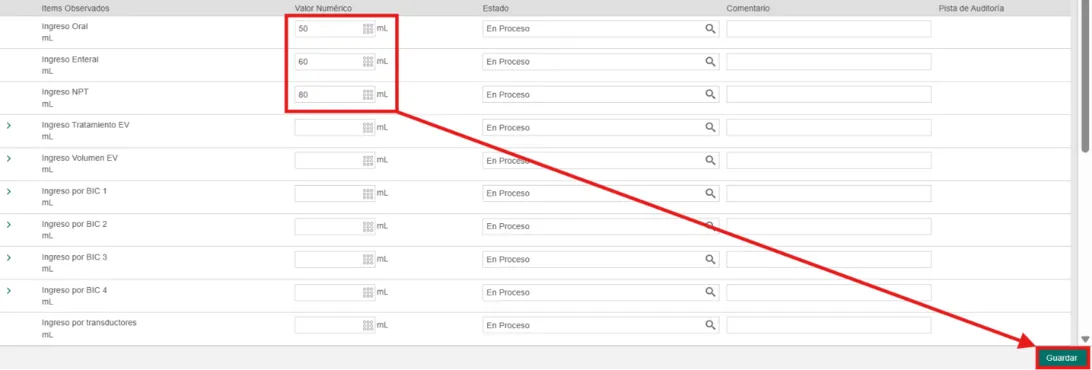 Items Observados Valor Numérico Estado Comentario Pista de Auditoría
Ingreso Oral 50 mL En Proceso
mL
Ingreso Enteral 60 mL En Proceso
mL
Ingreso NPT 80 mL En Proceso
mL
Ingreso Tratamiento EV mL En Proceso
mL
Ingreso Volumen EV mL En Proceso
mL
Ingreso por BIC 1 mL En Proceso
mL
Ingreso por BIC 2 mL En Proceso
mL
Ingreso por BIC 3 mL En Proceso
mL
Ingreso por BIC 4 mL En Proceso
mL
Ingreso por transductores mL En Proceso
mL
Guardar